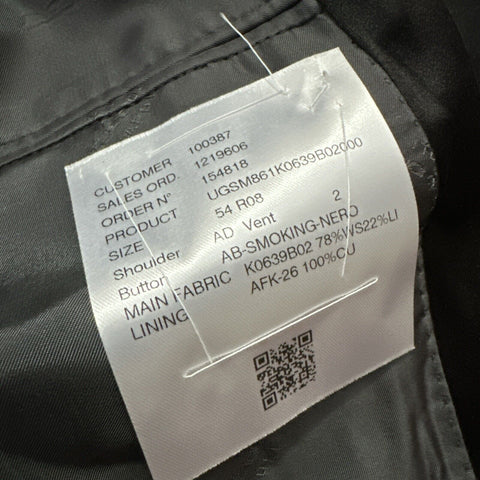 CUSTOMER 100387
SALES ORD. 1219606
ORDER N° 154818
PRODUCT UGSM861K0639B02000
SIZE 54 R08
Shoulder AD Vent 2
Button AB-SMOKING-NERO
MAIN FABRIC K0639B02 78%WS22%LI
LINING AFK-26 100%CU